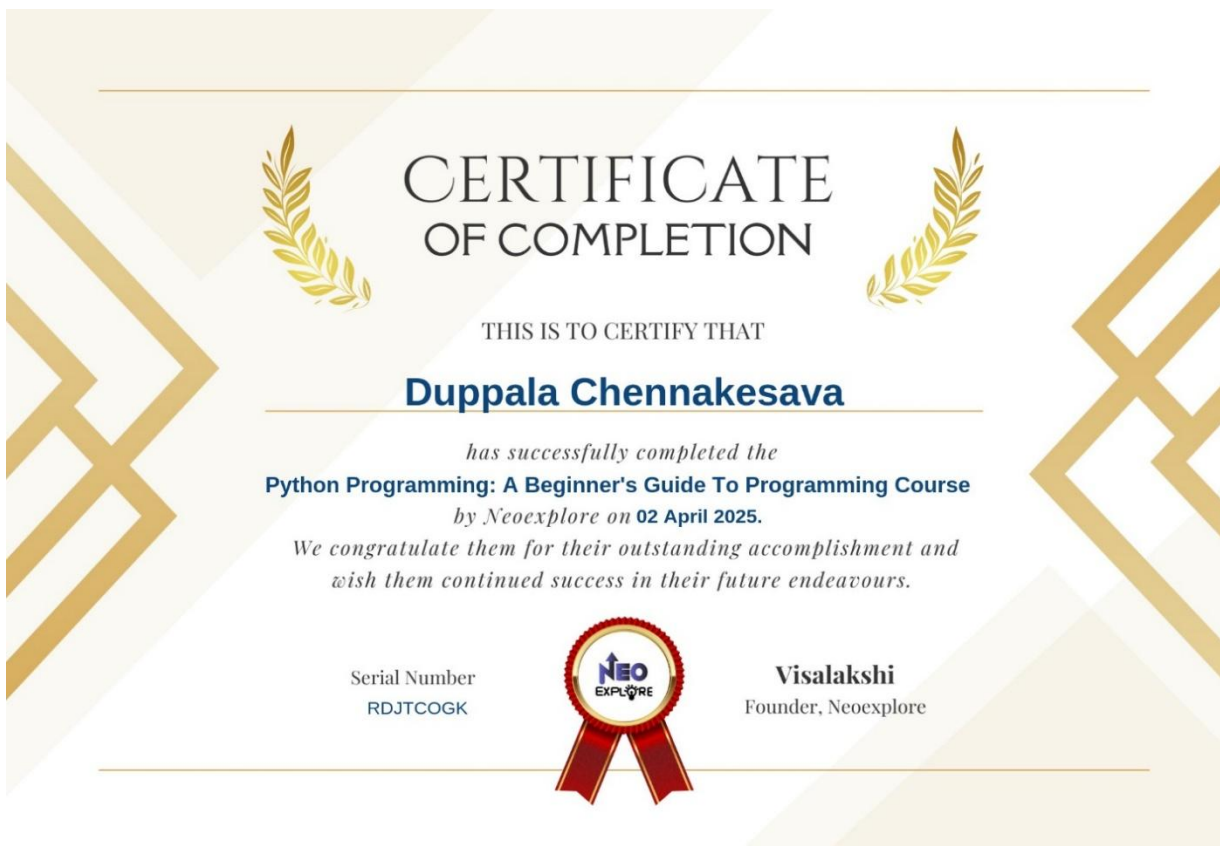 CERTIFICATE
OF COMPLETION
THIS IS TO CERTIFY THAT
Duppala Chennakesava
has successfully completed the
Python Programming: A Beginner's Guide To Programming Course
by Neoexplore on 02 April 2025.
We congratulate them for their outstanding accomplishment and
wish them continued success in their future endeavours.
Serial Number
RDJTCOGK
NEO
EXPLORE
Visalakshi
Founder, Neoexplore